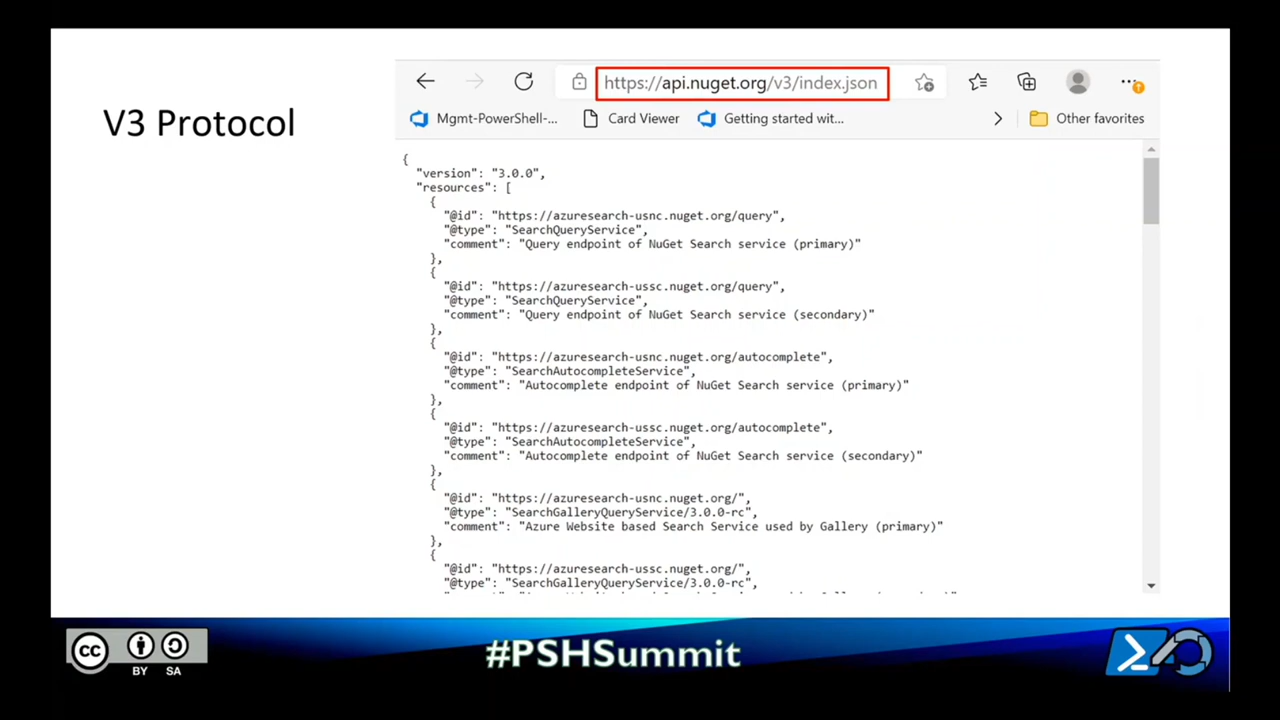 V3 Protocol
https://api.nuget.org/v3/index.json
Mgmt-PowerShell-...
Card Viewer
Getting started wit...
Other favorites
{
"version": "3.0.0",
"resources": [
{
"@id": "https://azuresearch-usnc.nuget.org/query",
"@type": "SearchQueryService",
"comment": "Query endpoint of NuGet Search service (primary)"
},
{
"@id": "https://azuresearch-ussc.nuget.org/query",
"@type": "SearchQueryService",
"comment": "Query endpoint of NuGet Search service (secondary)"
},
{
"@id": "https://azuresearch-usnc.nuget.org/autocomplete",
"@type": "SearchAutocompleteService",
"comment": "Autocomplete endpoint of NuGet Search service (primary)"
},
{
"@id": "https://azuresearch-ussc.nuget.org/autocomplete",
"@type": "SearchAutocompleteService",
"comment": "Autocomplete endpoint of NuGet Search service (secondary)"
},
{
"@id": "https://azuresearch-usnc.nuget.org/",
"@type": "SearchGalleryQueryService/3.0.0-rc",
"comment": "Azure Website based Search Service used by Gallery (primary)"
},
{
"@id": "https://azuresearch-ussc.nuget.org/",
"@type": "SearchGalleryQueryService/3.0.0-rc",
cc
BY SA
#PSHSummit